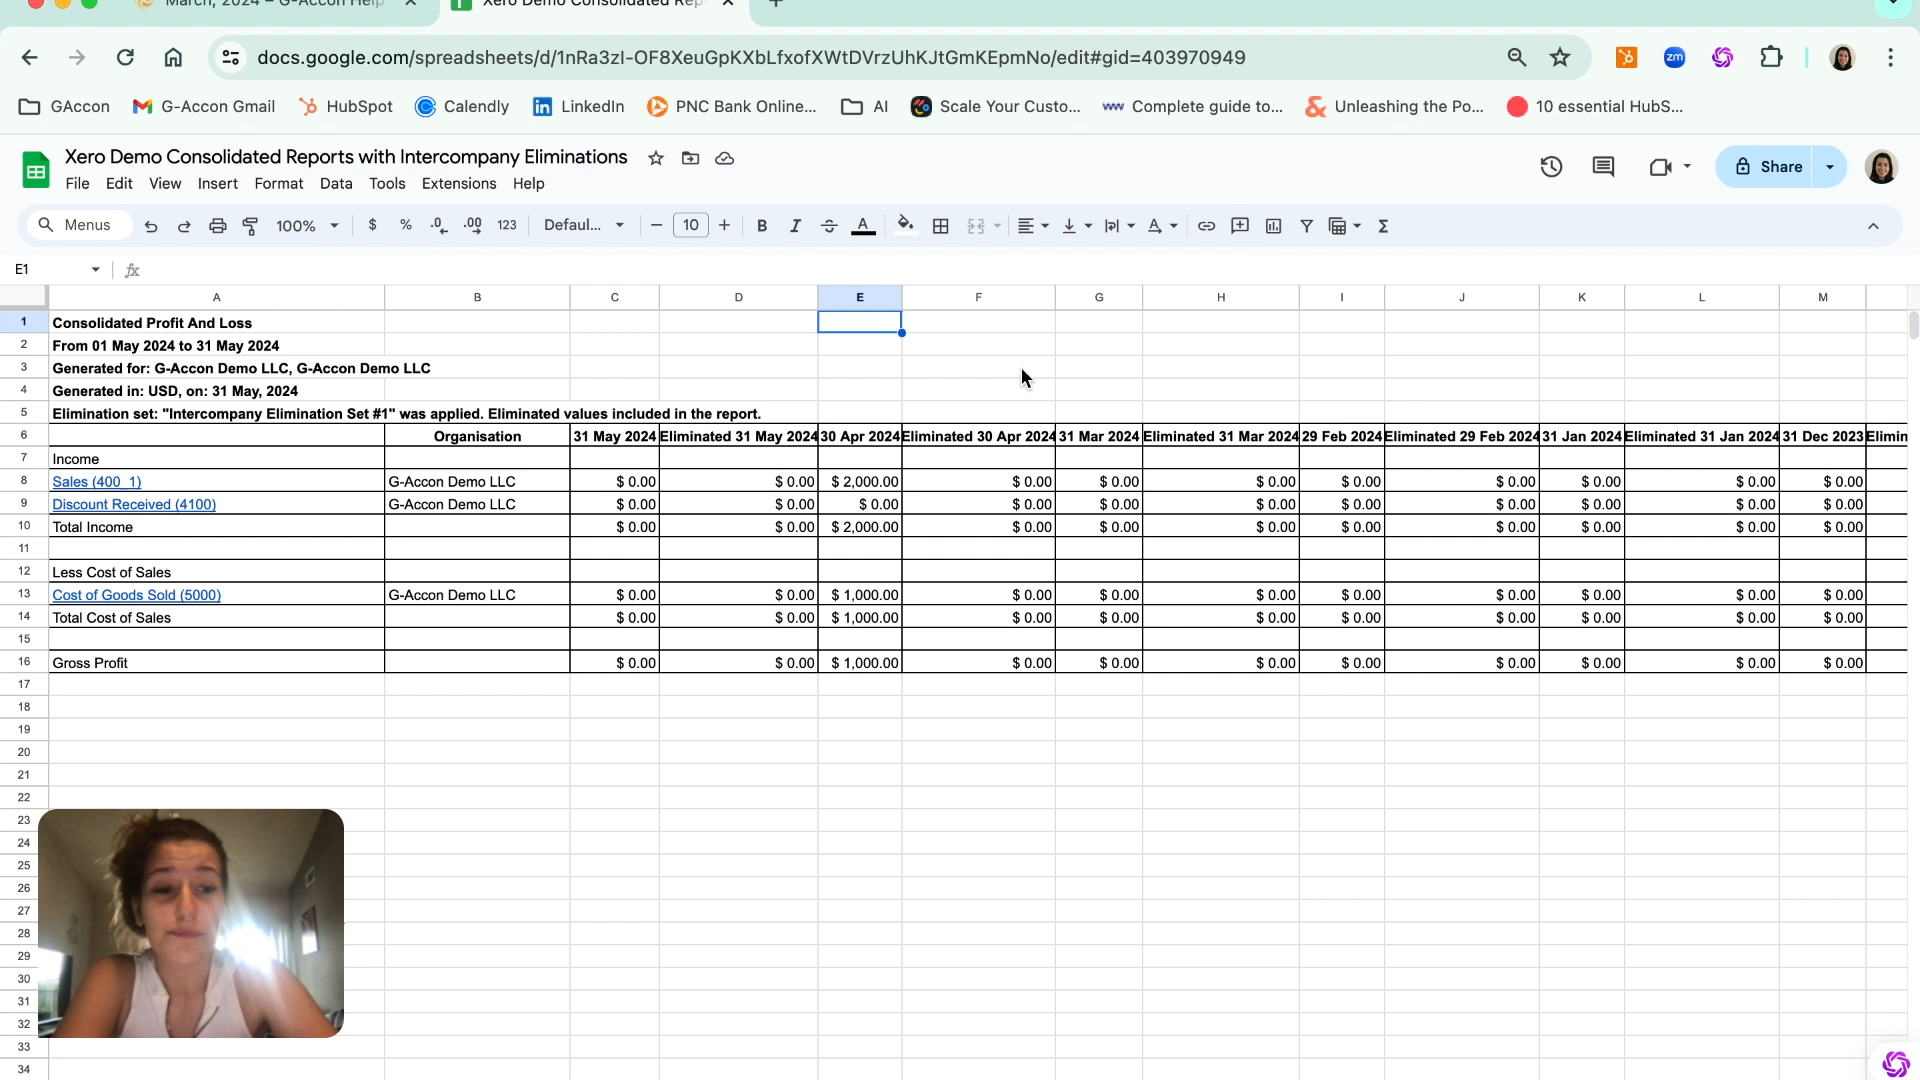 March, 2024 – G-Accon Help
Xero Demo Consolidated Rep
docs.google.com/spreadsheets/d/1nRa3zI-OF8XeuGpKXbLfxofXWtDVrzUhKJtGmKEpmNo/edit#gid=403970949
GAccon G-Accon Gmail HubSpot Calendly LinkedIn PNC Bank Online... AI Scale Your Custo... Complete guide to... Unleashing the Po... 10 essential HubS...
Xero Demo Consolidated Reports with Intercompany Eliminations
File Edit View Insert Format Data Tools Extensions Help
Share
Menus 100% $ % .0 .00 123 Defaul... 10 B I A
E1 fx
A B C D E F G H I J K L M
1 Consolidated Profit And Loss
2 From 01 May 2024 to 31 May 2024
3 Generated for: G-Accon Demo LLC, G-Accon Demo LLC
4 Generated in: USD, on: 31 May, 2024
5 Elimination set: "Intercompany Elimination Set #1" was applied. Eliminated values included in the report.
6 Organisation 31 May 2024 Eliminated 31 May 2024 30 Apr 2024 Eliminated 30 Apr 2024 31 Mar 2024 Eliminated 31 Mar 2024 29 Feb 2024 Eliminated 29 Feb 2024 31 Jan 2024 Eliminated 31 Jan 2024 31 Dec 2023 Elimin
7 Income
8 Sales (400_1) G-Accon Demo LLC $ 0.00 $ 0.00 $ 2,000.00 $ 0.00 $ 0.00 $ 0.00 $ 0.00 $ 0.00 $ 0.00 $ 0.00 $ 0.00
9 Discount Received (4100) G-Accon Demo LLC $ 0.00 $ 0.00 $ 0.00 $ 0.00 $ 0.00 $ 0.00 $ 0.00 $ 0.00 $ 0.00 $ 0.00 $ 0.00
10 Total Income $ 0.00 $ 0.00 $ 2,000.00 $ 0.00 $ 0.00 $ 0.00 $ 0.00 $ 0.00 $ 0.00 $ 0.00 $ 0.00
11
12 Less Cost of Sales
13 Cost of Goods Sold (5000) G-Accon Demo LLC $ 0.00 $ 0.00 $ 1,000.00 $ 0.00 $ 0.00 $ 0.00 $ 0.00 $ 0.00 $ 0.00 $ 0.00 $ 0.00
14 Total Cost of Sales $ 0.00 $ 0.00 $ 1,000.00 $ 0.00 $ 0.00 $ 0.00 $ 0.00 $ 0.00 $ 0.00 $ 0.00 $ 0.00
15
16 Gross Profit $ 0.00 $ 0.00 $ 1,000.00 $ 0.00 $ 0.00 $ 0.00 $ 0.00 $ 0.00 $ 0.00 $ 0.00 $ 0.00
17
18
19
20
21
22
23
24
25
26
27
28
29
30
31
32
33
34